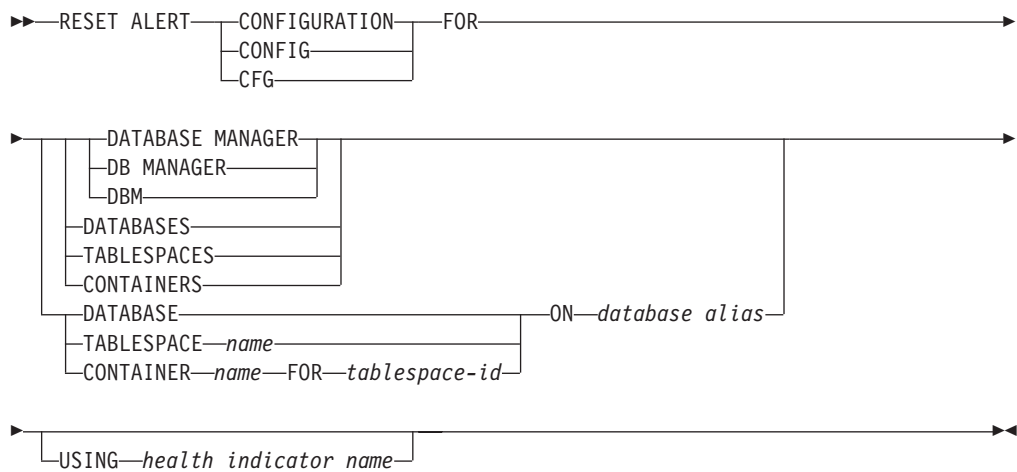 RESET ALERT CONFIGURATION FOR
CONFIG
CFG
DATABASE MANAGER
DB MANAGER
DBM
DATABASES
TABLESPACES
CONTAINERS
DATABASE ON database alias
TABLESPACE name
CONTAINER name FOR tablespace-id
USING health indicator name